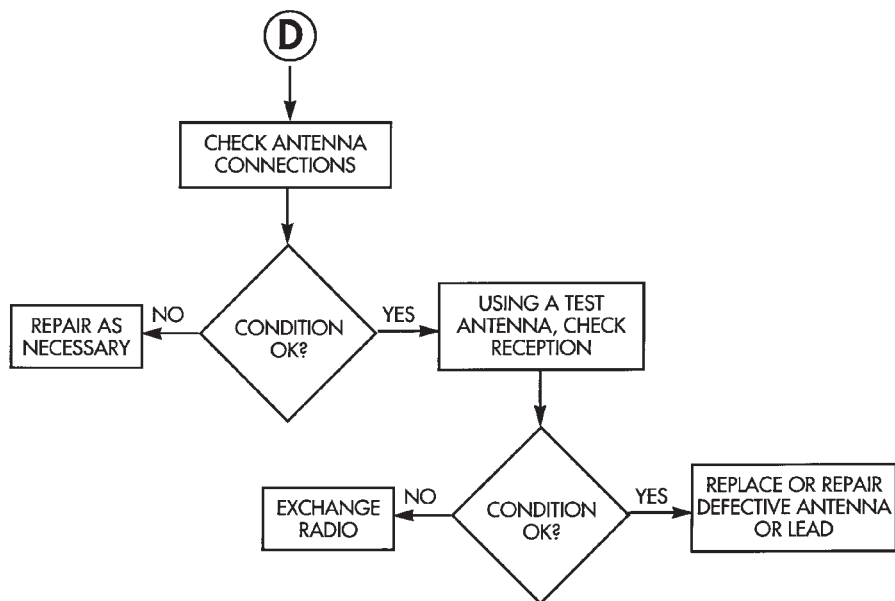 D
CHECK ANTENNA
CONNECTIONS
NO
YES
REPAIR AS
NECESSARY
CONDITION
OK?
USING A TEST
ANTENNA, CHECK
RECEPTION
NO
YES
EXCHANGE
RADIO
CONDITION
OK?
REPLACE OR REPAIR
DEFECTIVE ANTENNA
OR LEAD